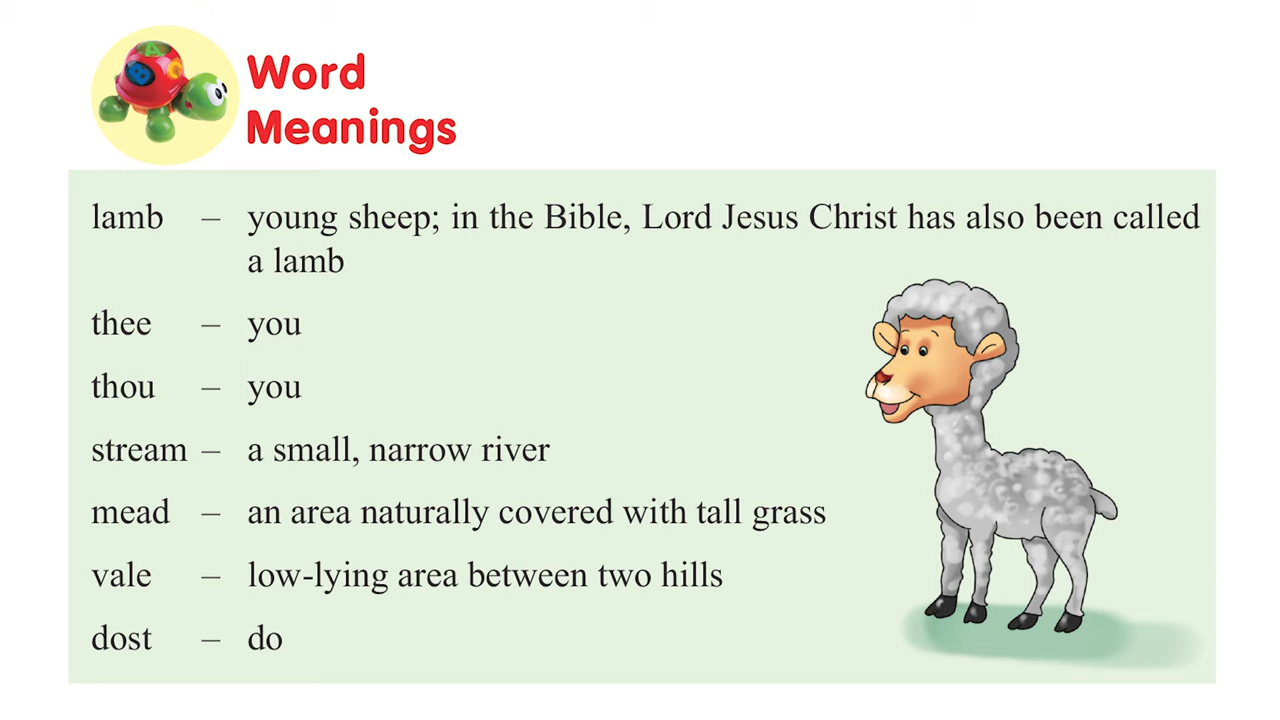 Word
Meanings
lamb – young sheep; in the Bible, Lord Jesus Christ has also been called
a lamb
thee – you
thou – you
stream – a small, narrow river
mead – an area naturally covered with tall grass
vale – low-lying area between two hills
dost – do